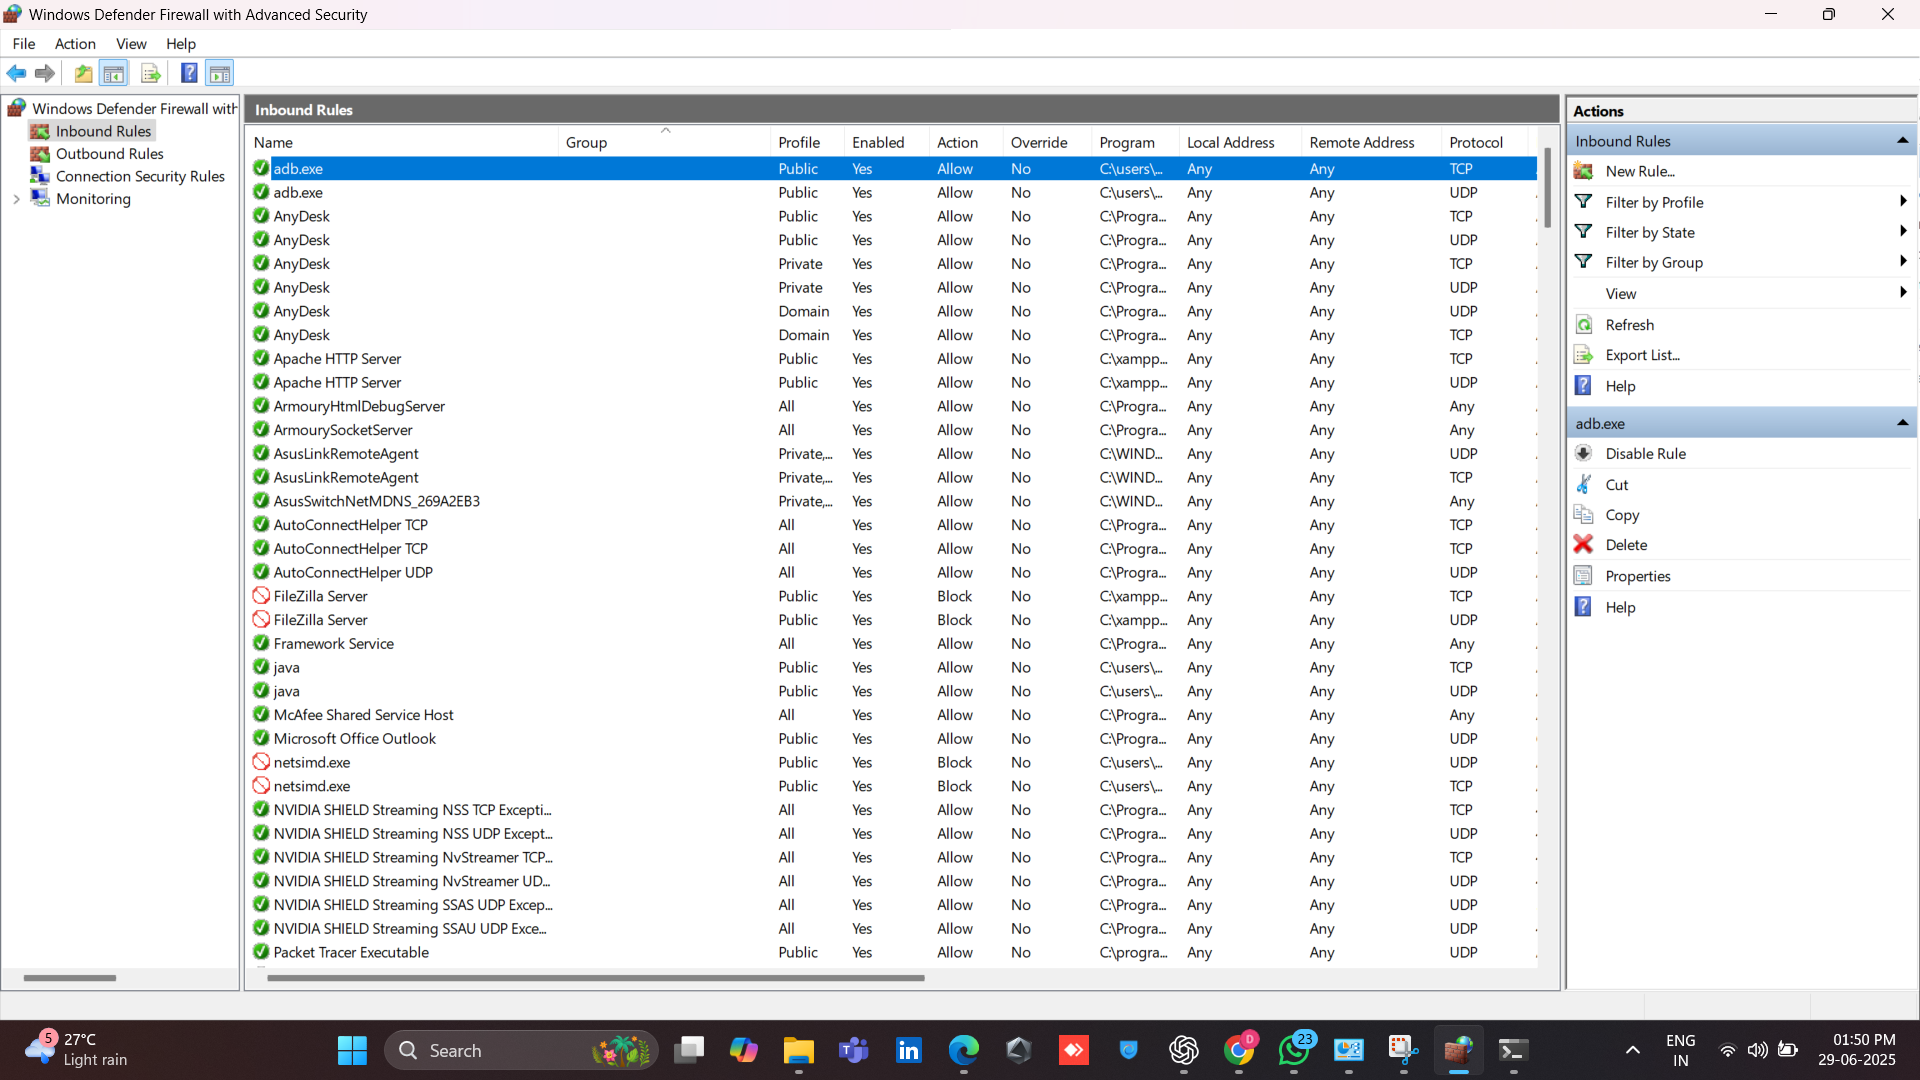 Windows Defender Firewall with Advanced Security
File Action View Help
Windows Defender Firewall with
Inbound Rules
Outbound Rules
Connection Security Rules
Monitoring
Inbound Rules
Name Group Profile Enabled Action Override Program Local Address Remote Address Protocol
adb.exe Public Yes Allow No C:\users\... Any Any TCP
adb.exe Public Yes Allow No C:\users\... Any Any UDP
AnyDesk Public Yes Allow No C:\Progra... Any Any TCP
AnyDesk Public Yes Allow No C:\Progra... Any Any UDP
AnyDesk Private Yes Allow No C:\Progra... Any Any TCP
AnyDesk Private Yes Allow No C:\Progra... Any Any UDP
AnyDesk Domain Yes Allow No C:\Progra... Any Any UDP
AnyDesk Domain Yes Allow No C:\Progra... Any Any TCP
Apache HTTP Server Public Yes Allow No C:\xampp... Any Any TCP
Apache HTTP Server Public Yes Allow No C:\xampp... Any Any UDP
ArmouryHtmlDebugServer All Yes Allow No C:\Progra... Any Any Any
ArmourySocketServer All Yes Allow No C:\Progra... Any Any Any
AsusLinkRemoteAgent Private,... Yes Allow No C:\WIND... Any Any UDP
AsusLinkRemoteAgent Private,... Yes Allow No C:\WIND... Any Any TCP
AsusSwitchNetMDNS_269A2EB3 Private,... Yes Allow No C:\WIND... Any Any Any
AutoConnectHelper TCP All Yes Allow No C:\Progra... Any Any TCP
AutoConnectHelper TCP All Yes Allow No C:\Progra... Any Any TCP
AutoConnectHelper UDP All Yes Allow No C:\Progra... Any Any UDP
FileZilla Server Public Yes Block No C:\xampp... Any Any TCP
FileZilla Server Public Yes Block No C:\xampp... Any Any UDP
Framework Service All Yes Allow No C:\Progra... Any Any Any
java Public Yes Allow No C:\users\... Any Any TCP
java Public Yes Allow No C:\users\... Any Any UDP
McAfee Shared Service Host All Yes Allow No C:\Progra... Any Any Any
Microsoft Office Outlook Public Yes Allow No C:\Progra... Any Any UDP
netsimd.exe Public Yes Block No C:\users\... Any Any UDP
netsimd.exe Public Yes Block No C:\users\... Any Any TCP
NVIDIA SHIELD Streaming NSS TCP Excepti... All Yes Allow No C:\Progra... Any Any TCP
NVIDIA SHIELD Streaming NSS UDP Except... All Yes Allow No C:\Progra... Any Any UDP
NVIDIA SHIELD Streaming NvStreamer TCP... All Yes Allow No C:\Progra... Any Any TCP
NVIDIA SHIELD Streaming NvStreamer UD... All Yes Allow No C:\Progra... Any Any UDP
NVIDIA SHIELD Streaming SSAS UDP Excep... All Yes Allow No C:\Progra... Any Any UDP
NVIDIA SHIELD Streaming SSAU UDP Exce... All Yes Allow No C:\Progra... Any Any UDP
Packet Tracer Executable Public Yes Allow No C:\progra... Any Any UDP
Actions
Inbound Rules
New Rule...
Filter by Profile
Filter by State
Filter by Group
View
Refresh
Export List...
Help
adb.exe
Disable Rule
Cut
Copy
Delete
Properties
Help
5
27°C
Light rain
Search
D
23
ENG
IN
01:50 PM
29-06-2025